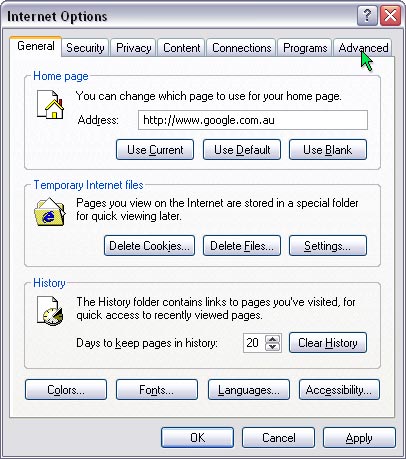 Internet Options
General Security Privacy Content Connections Programs Advanced
Home page
You can change which page to use for your home page.
Address: http://www.google.com.au
Use Current Use Default Use Blank
Temporary Internet files
Pages you view on the Internet are stored in a special folder
for quick viewing later.
Delete Cookies... Delete Files... Settings...
History
The History folder contains links to pages you've visited, for
quick access to recently viewed pages.
Days to keep pages in history: 20 Clear History
Colors... Fonts... Languages... Accessibility...
OK Cancel Apply